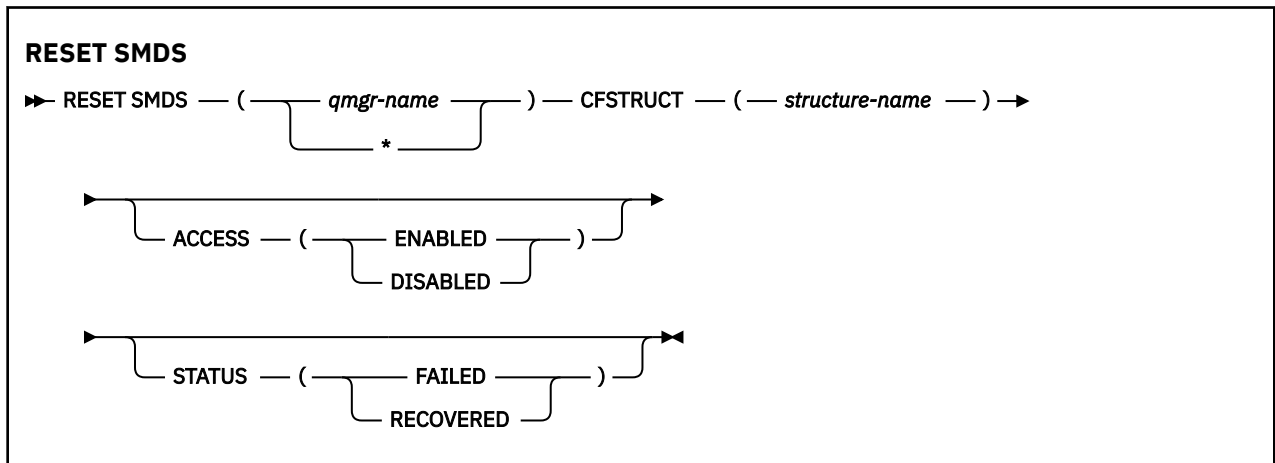 RESET SMDS
RESET SMDS ( qmgr-name ) CFSTRUCT ( structure-name )
*
ACCESS ( ENABLED )
DISABLED
STATUS ( FAILED )
RECOVERED